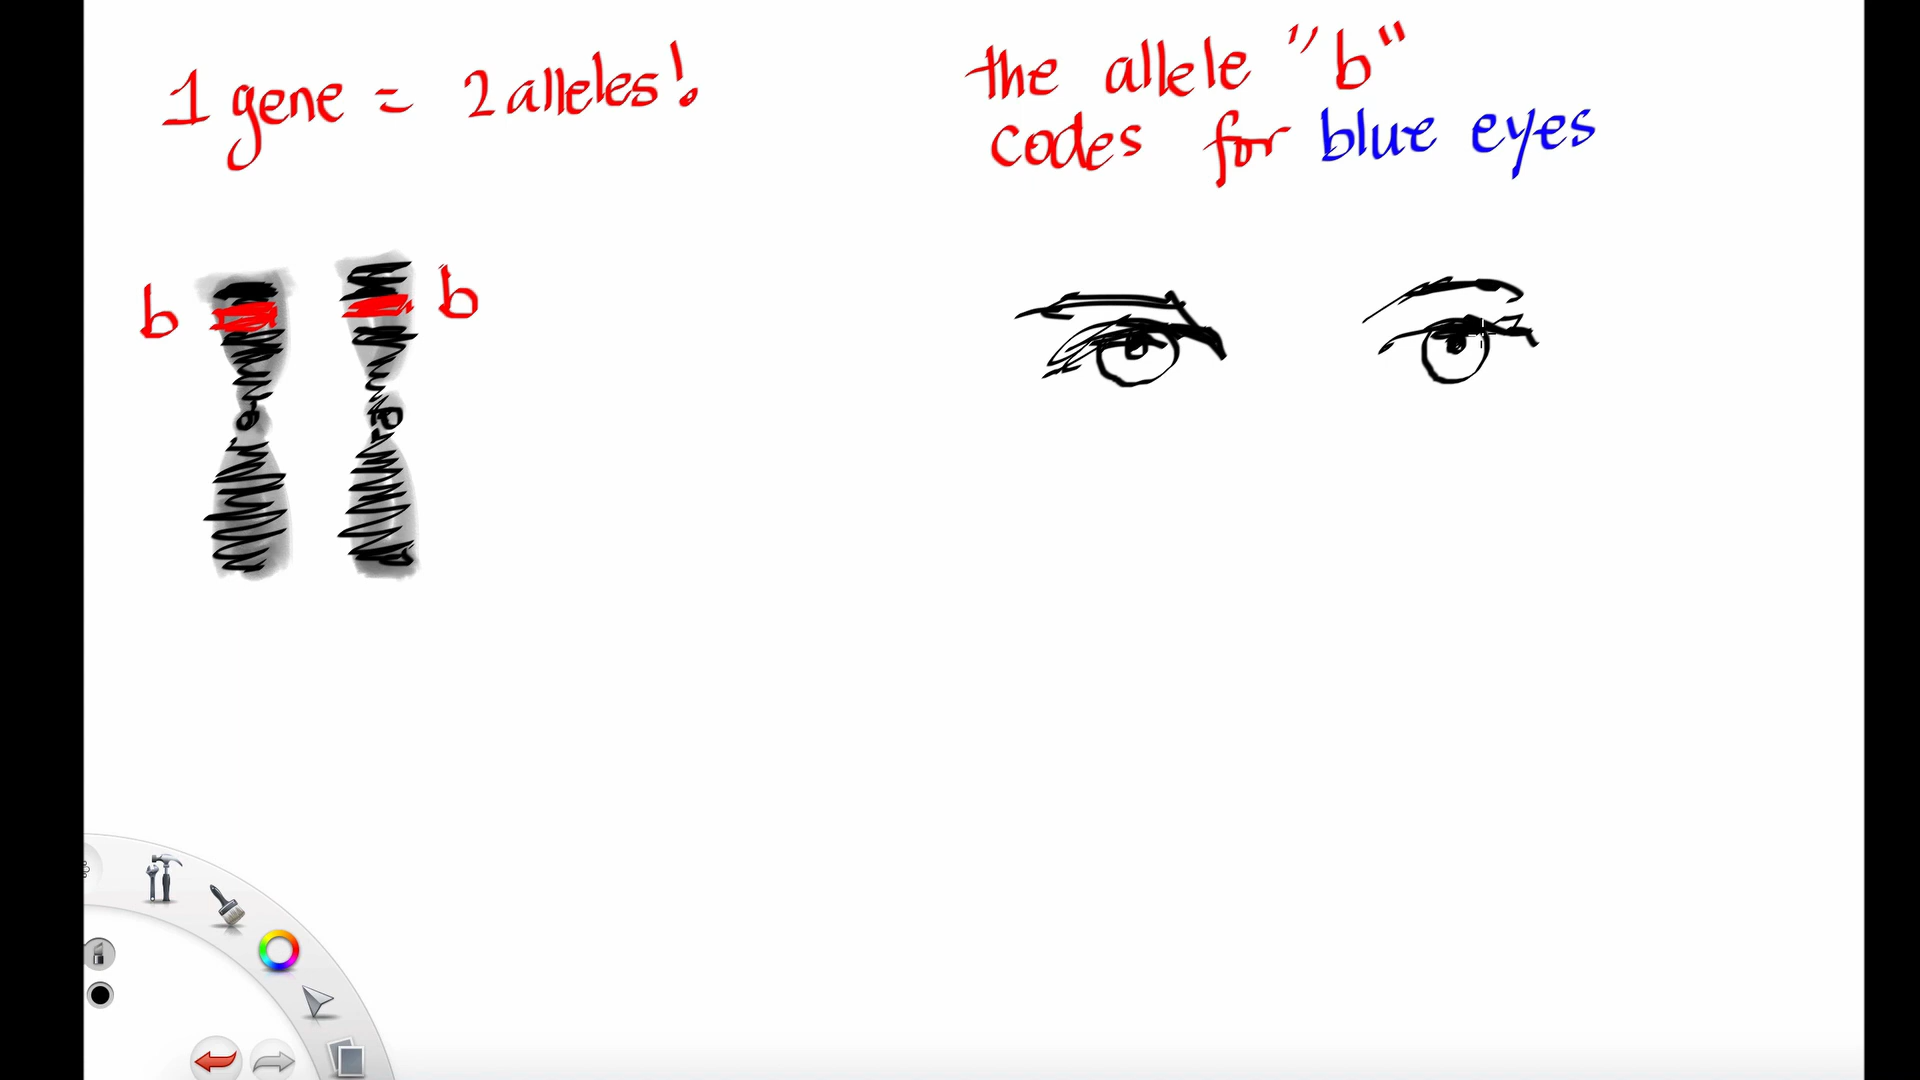 1 gene = 2 alleles!
the allele "b"
codes for blue eyes
b
b